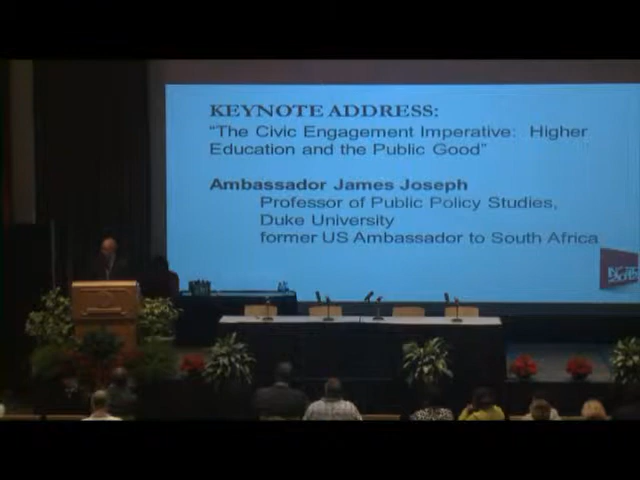 KEYNOTE ADDRESS:
“The Civic Engagement Imperative: Higher
Education and the Public Good”
Ambassador James Joseph
Professor of Public Policy Studies,
Duke University
former US Ambassador to South Africa